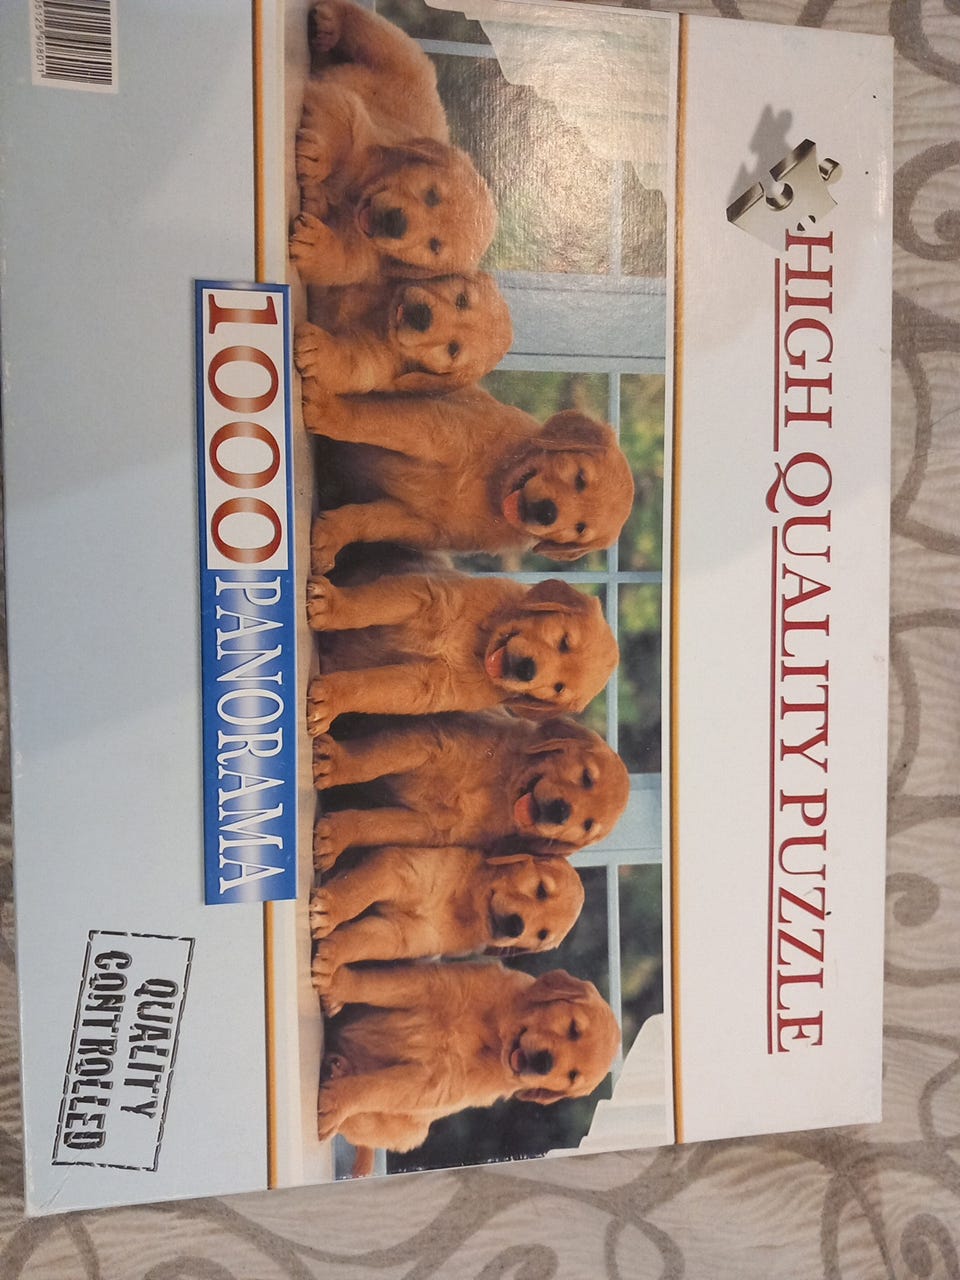 HIGH QUALITY PUZZLE
1000 PANORAMA
QUALITY
CONTROLLED